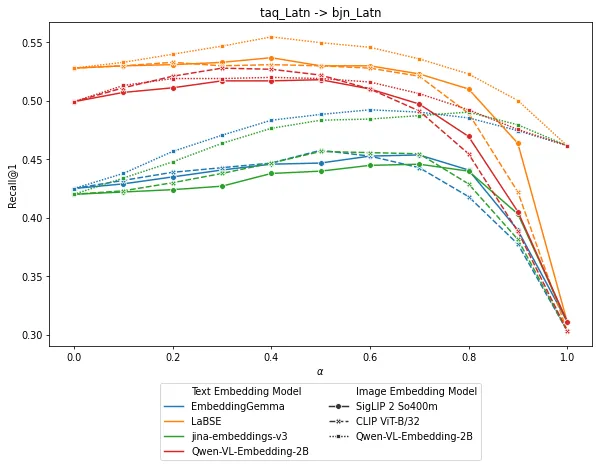 taq_Latn -> bjn_Latn
0.55
0.50
0.45
0.40
0.35
0.30
Recall@1
0.0 0.2 0.4 0.6 0.8 1.0
α
Text Embedding Model Image Embedding Model
EmbeddingGemma SigLIP 2 So400m
LaBSE CLIP ViT-B/32
jina-embeddings-v3 Qwen-VL-Embedding-2B
Qwen-VL-Embedding-2B